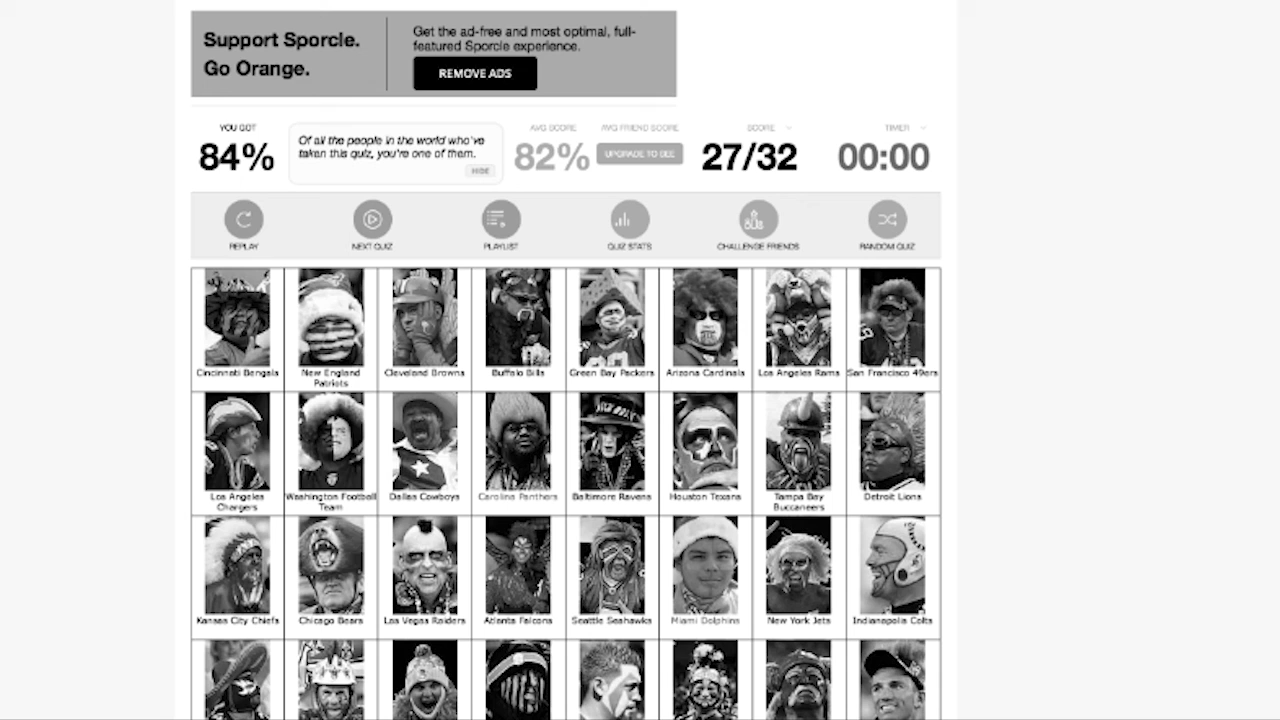 Support Sporcle.
Go Orange.
Get the ad-free and most optimal, full-
featured Sporcle experience.
REMOVE ADS
YOU GOT
84%
Of all the people in the world who've
taken this quiz, you're one of them.
HIDE
AVG SCORE
82%
AVG FRIEND SCORE
UPGRADE TO SEE
SCORE
27/32
TIMER
00:00
REPLAY
NEXT QUIZ
PLAYLIST
QUIZ STATS
CHALLENGE FRIENDS
RANDOM QUIZ
Cincinnati Bengals
New England
Patriots
Cleveland Browns
Buffalo Bills
Green Bay Packers
Arizona Cardinals
Los Angeles Rams
San Francisco 49ers
Los Angeles
Chargers
Washington Football
Team
Dallas Cowboys
Carolina Panthers
Baltimore Ravens
Houston Texans
Tampa Bay
Buccaneers
Detroit Lions
Kansas City Chiefs
Chicago Bears
Las Vegas Raiders
Atlanta Falcons
Seattle Seahawks
Miami Dolphins
New York Jets
Indianapolis Colts